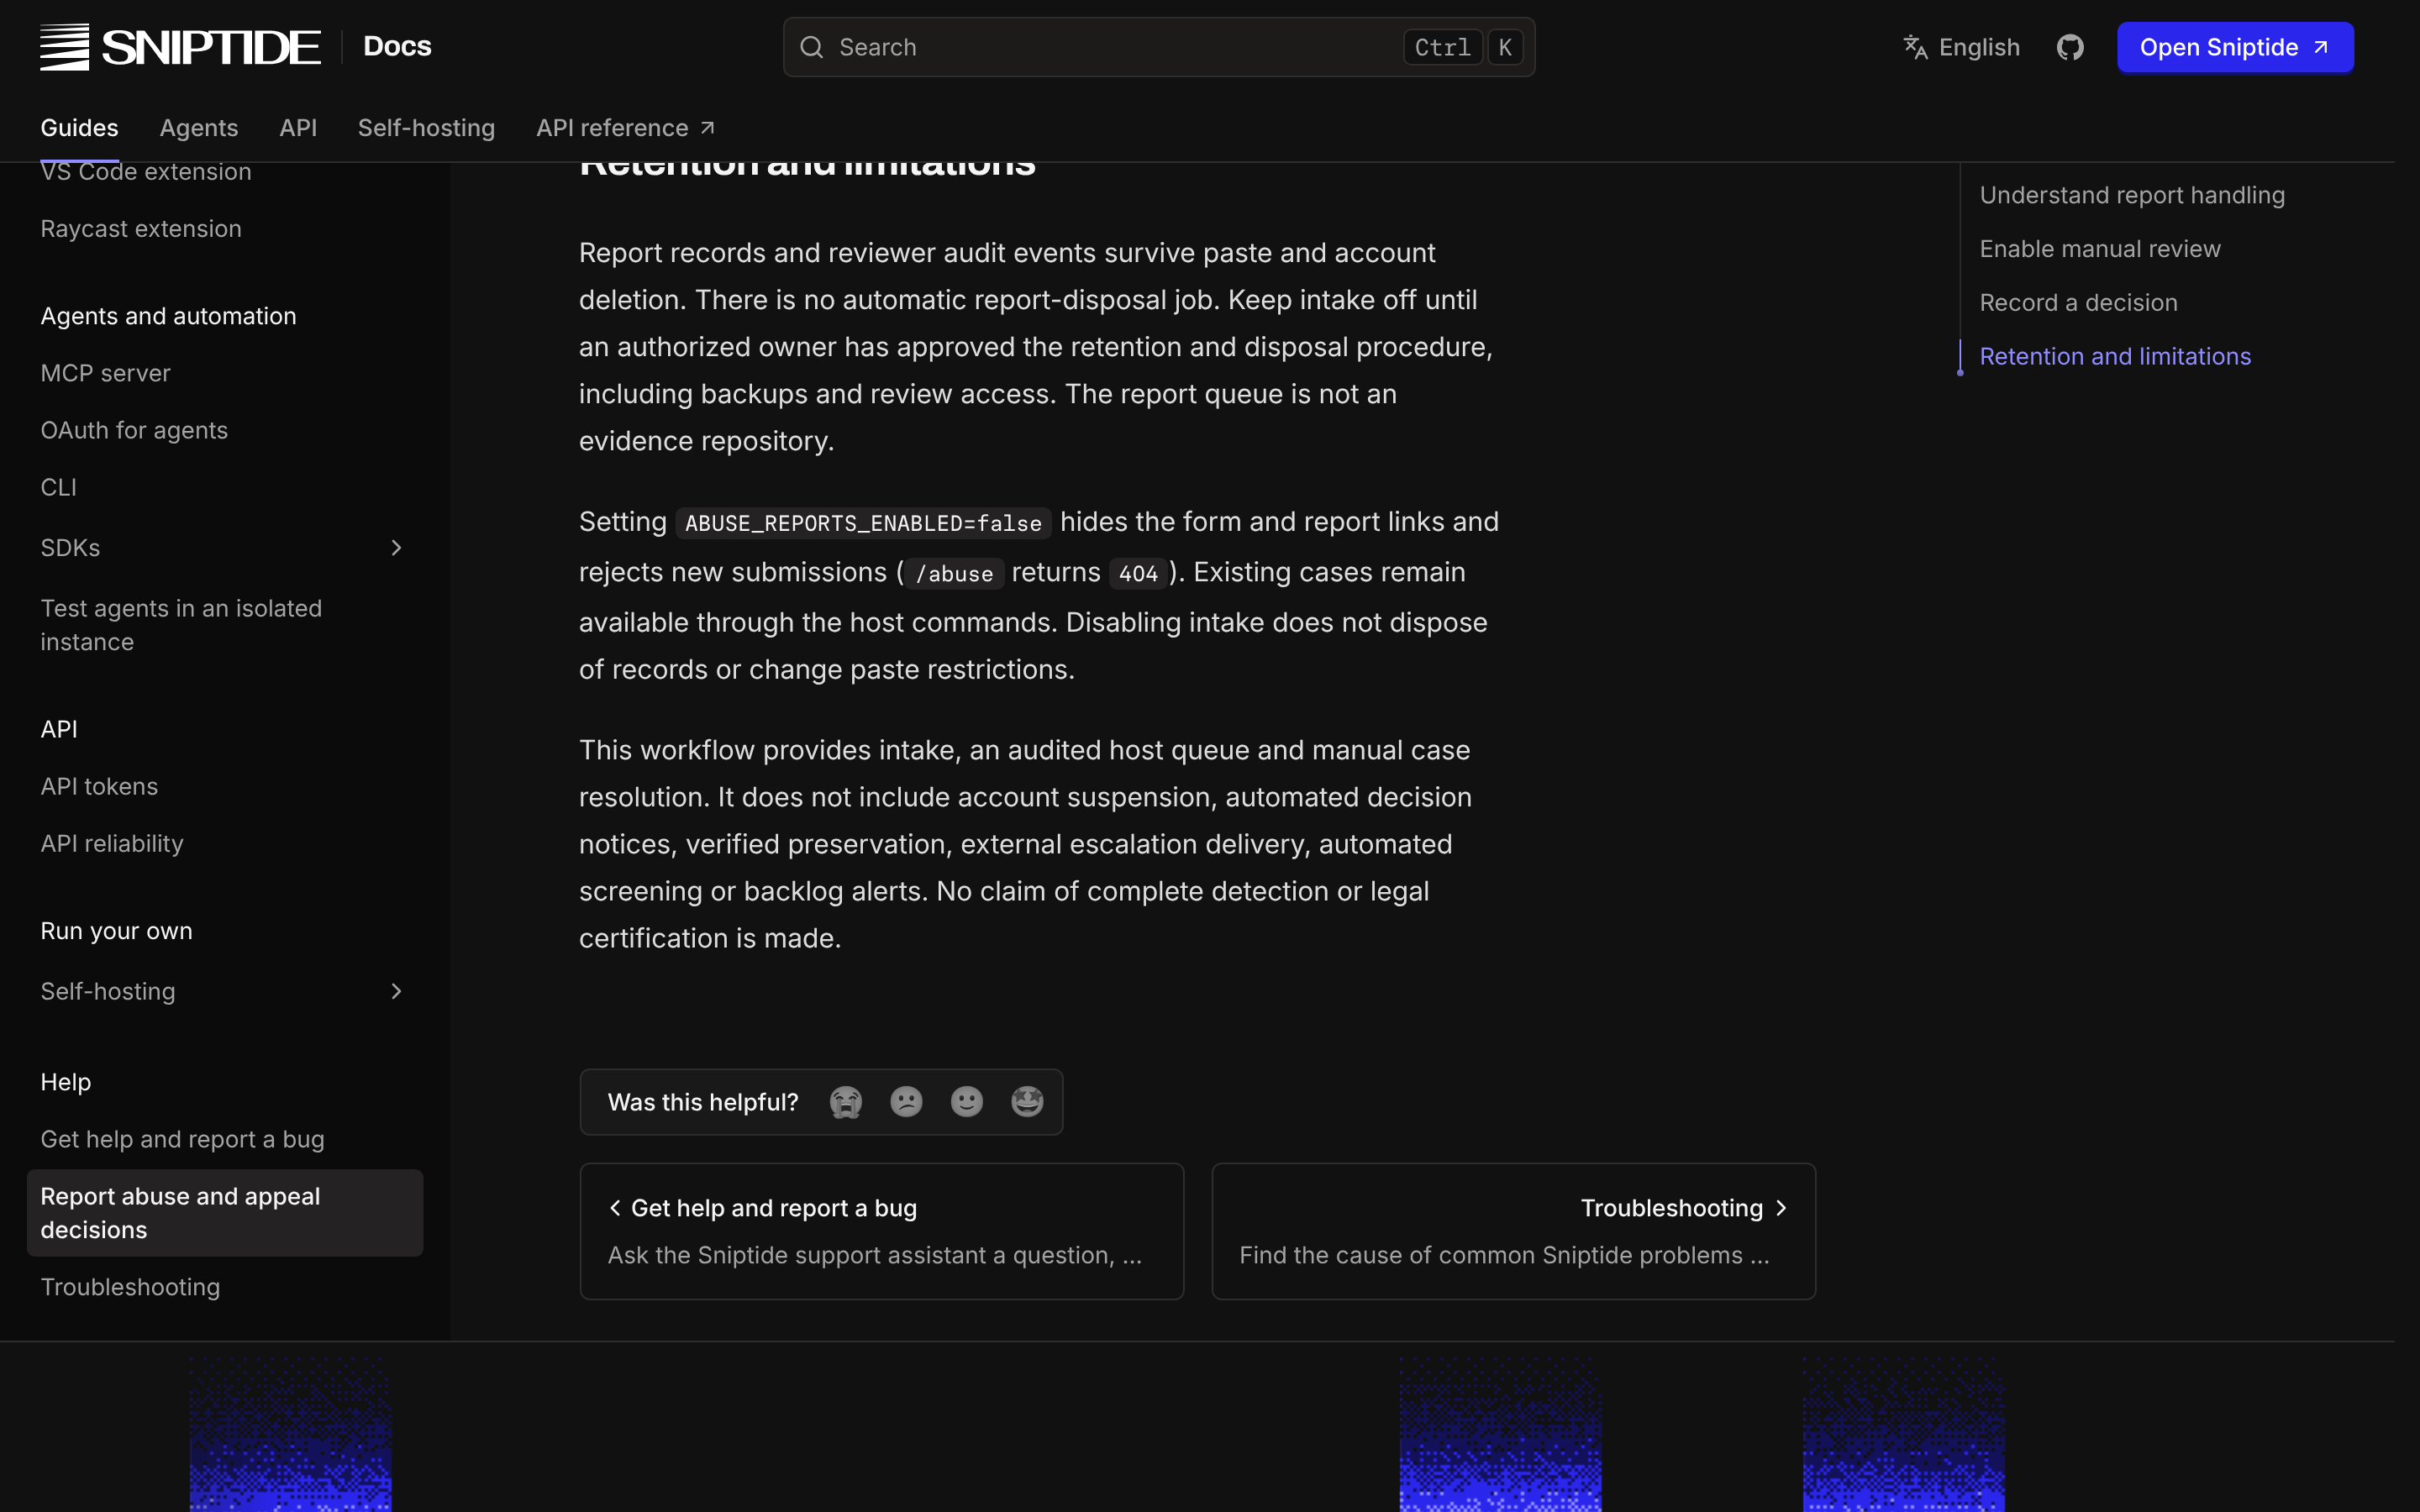 SNIPTIDE
Docs
Search
Ctrl K
English
Open Sniptide
Guides
Agents
API
Self-hosting
API reference
VS Code extension
Raycast extension
Agents and automation
MCP server
OAuth for agents
CLI
SDKs
Test agents in an isolated
instance
API
API tokens
API reliability
Run your own
Self-hosting
Help
Get help and report a bug
Report abuse and appeal
decisions
Troubleshooting
Retention and limitations
Report records and reviewer audit events survive paste and account
deletion. There is no automatic report-disposal job. Keep intake off until
an authorized owner has approved the retention and disposal procedure,
including backups and review access. The report queue is not an
evidence repository.
Setting ABUSE_REPORTS_ENABLED=false hides the form and report links and
rejects new submissions ( /abuse returns 404 ). Existing cases remain
available through the host commands. Disabling intake does not dispose
of records or change paste restrictions.
This workflow provides intake, an audited host queue and manual case
resolution. It does not include account suspension, automated decision
notices, verified preservation, external escalation delivery, automated
screening or backlog alerts. No claim of complete detection or legal
certification is made.
Was this helpful?
Get help and report a bug
Ask the Sniptide support assistant a question, ...
Troubleshooting
Find the cause of common Sniptide problems ...
Understand report handling
Enable manual review
Record a decision
Retention and limitations